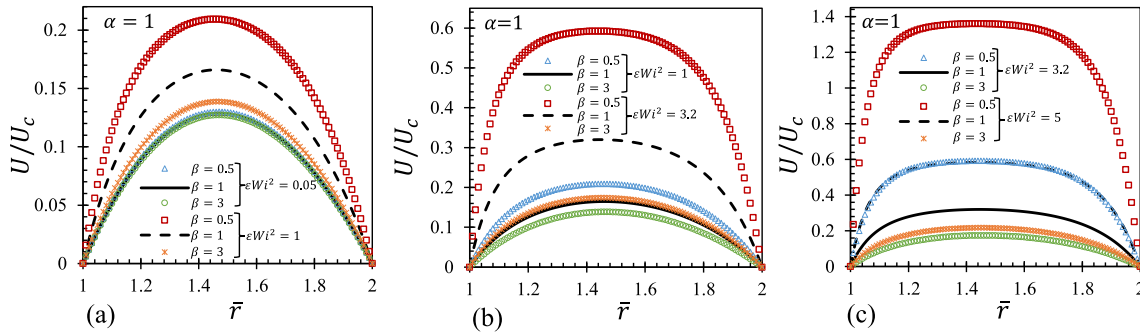 α = 1
U/U_c
0.2
0.15
0.1
0.05
0
β = 0.5
β = 1
εWi² = 0.05
β = 3
β = 0.5
β = 1
εWi² = 1
β = 3
1 1.2 1.4 1.6 1.8 2
(a)
r̄
α=1
U/U_c
0.6
0.5
0.4
0.3
0.2
0.1
0.0
β = 0.5
β = 1
εWi² = 1
β = 3
β = 0.5
β = 1
εWi² = 3.2
β = 3
1 1.2 1.4 1.6 1.8 2
(b)
r̄
α=1
U/U_c
1.4
1.2
1
0.8
0.6
0.4
0.2
0
β = 0.5
β = 1
εWi² = 3.2
β = 3
β = 0.5
β = 1
εWi² = 5
β = 3
1 1.2 1.4 1.6 1.8 2
(c)
r̄